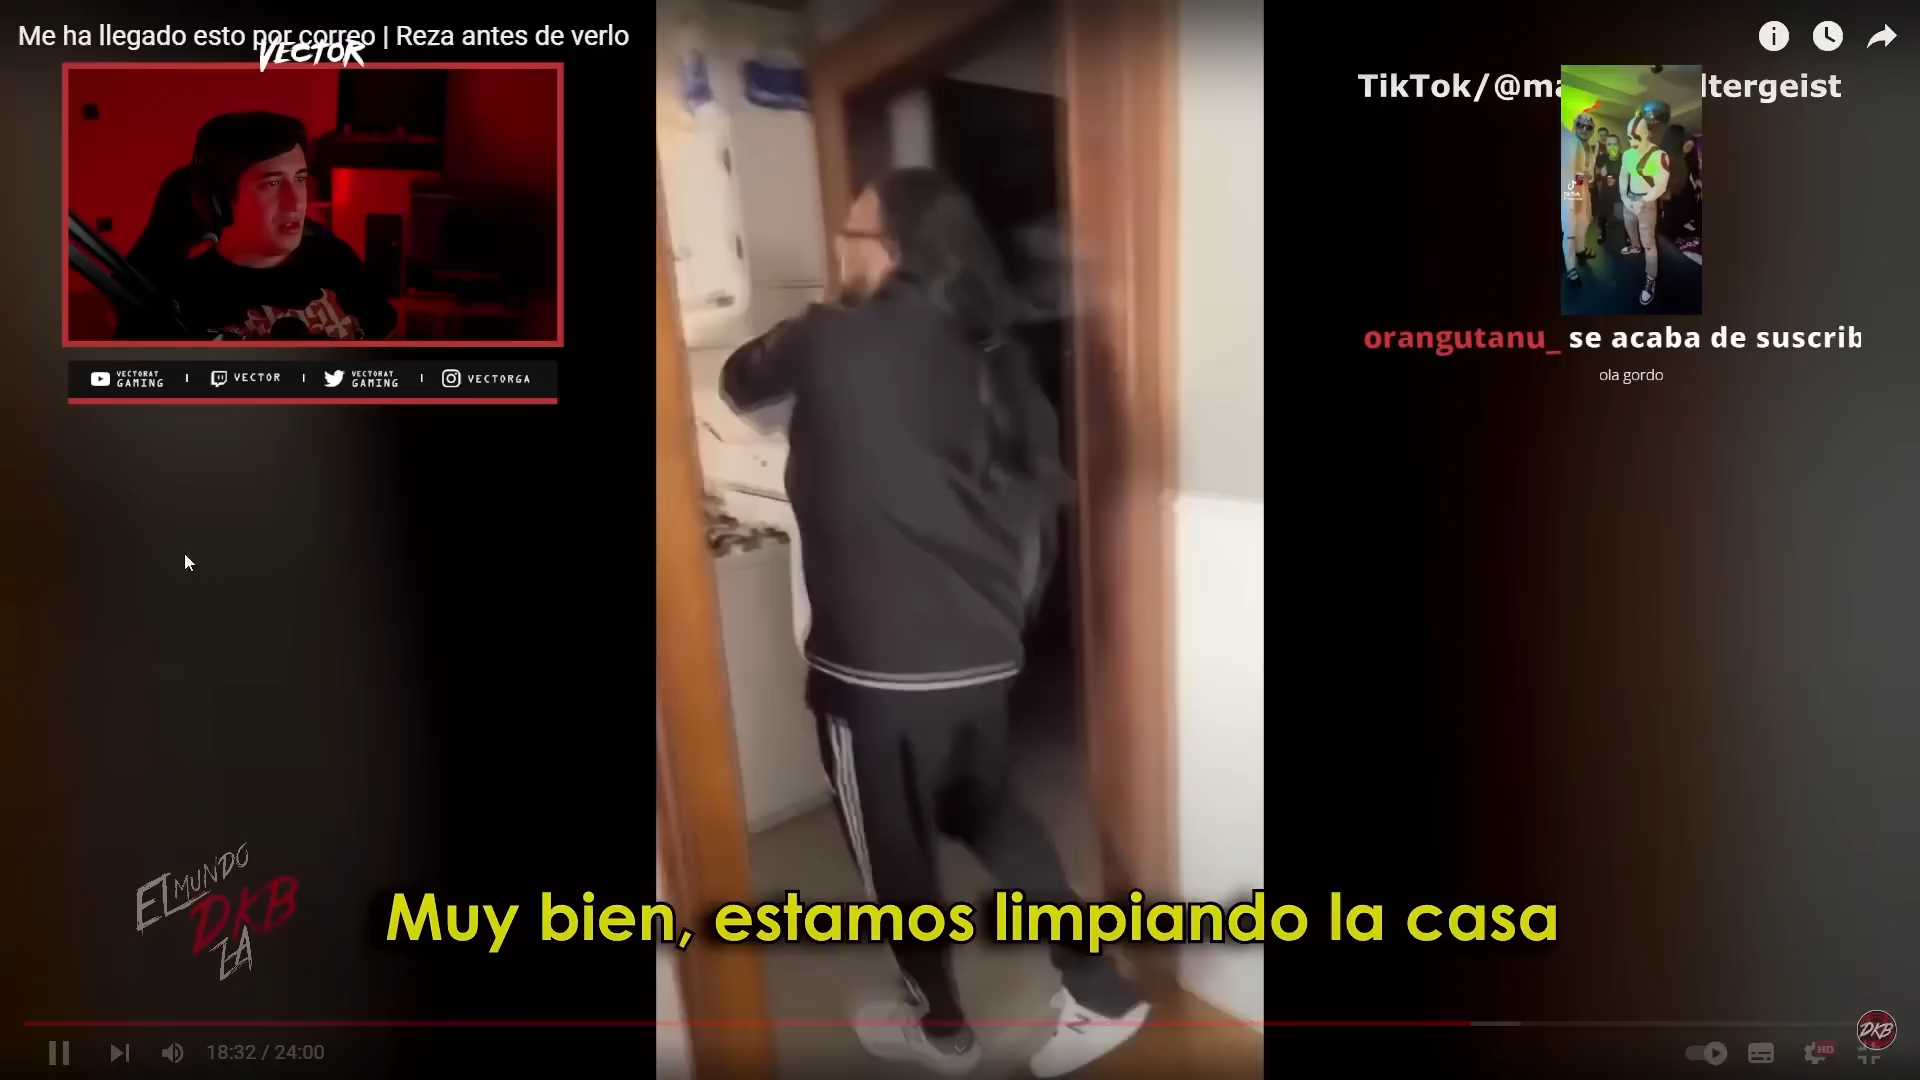 Me ha llegado esto por correo | Reza antes de verlo
VECTOR
TikTok/@ma
ltergeist
orangutanu_ se acaba de suscrib
ola gordo
VECTORAT GAMING
VECTOR
VECTORAT GAMING
VECTORGA
EL MUNDO
DKB
ZA
Muy bien, estamos limpiando la casa
18:32 / 24:00
HD
DKB